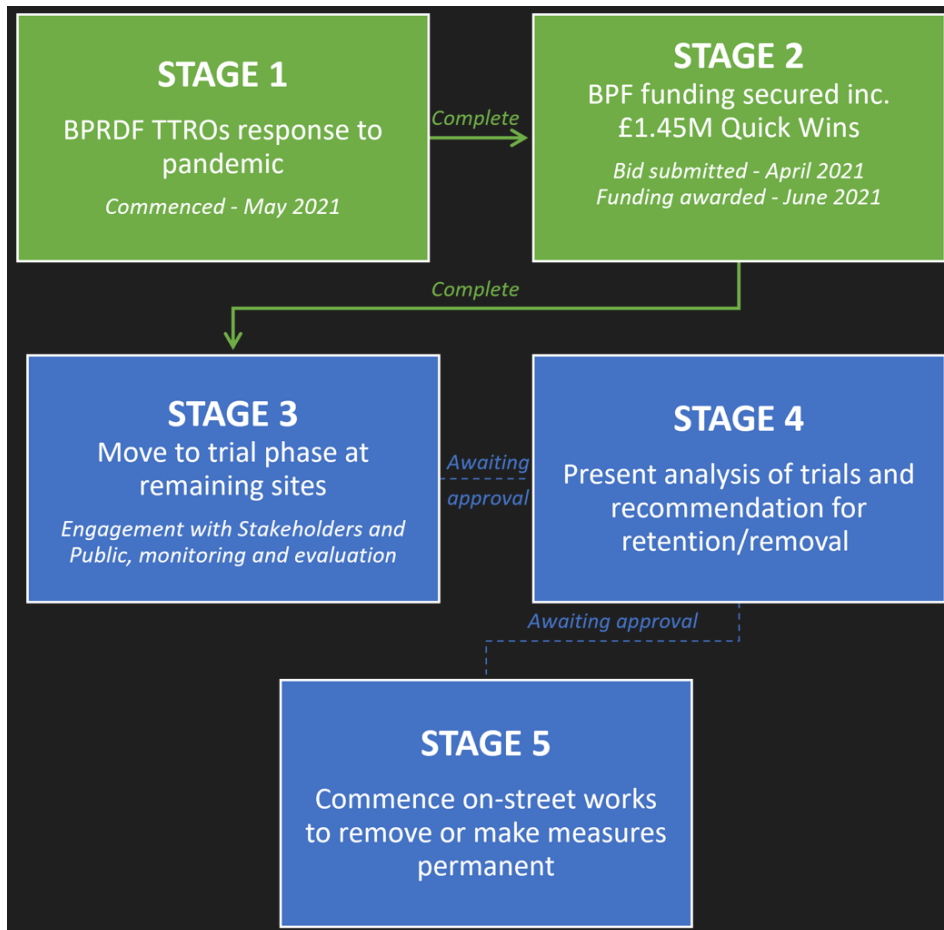 STAGE 1
BPRDF TTROs response to
pandemic
Commenced - May 2021
Complete
STAGE 2
BPF funding secured inc.
£1.45M Quick Wins
Bid submitted - April 2021
Funding awarded - June 2021
Complete
STAGE 3
Move to trial phase at
remaining sites
Engagement with Stakeholders and
Public, monitoring and evaluation
Awaiting
approval
STAGE 4
Present analysis of trials and
recommendation for
retention/removal
Awaiting approval
STAGE 5
Commence on-street works
to remove or make measures
permanent